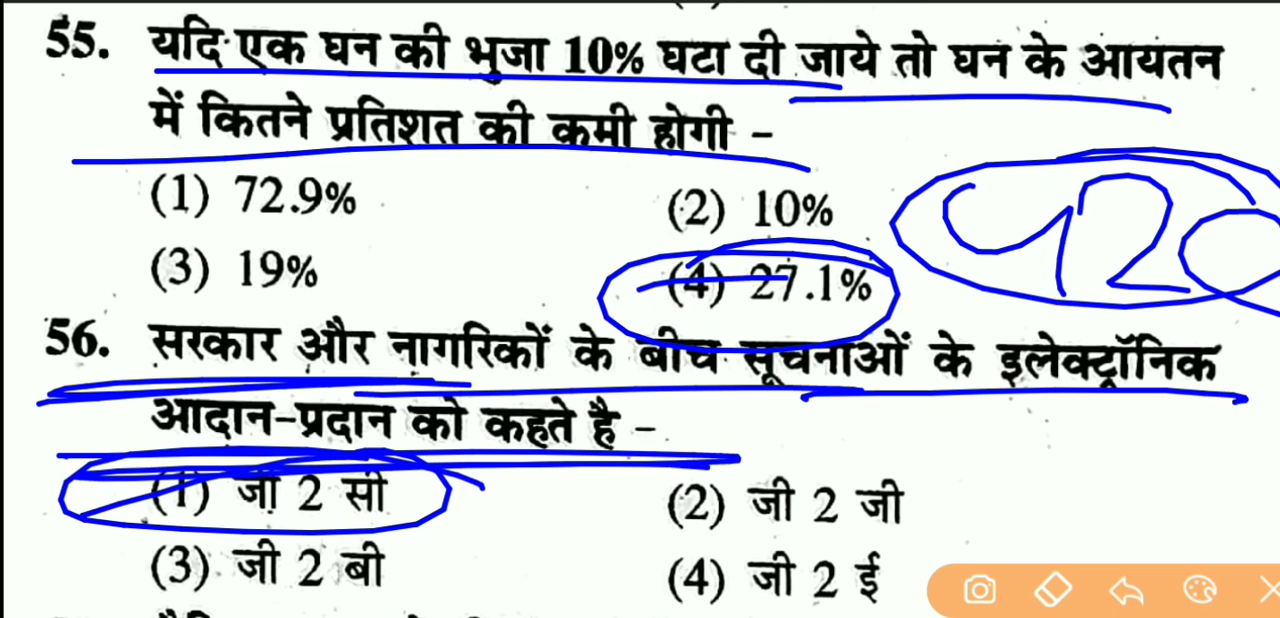 55. यदि एक घन की भुजा 10% घटा दी जाये तो घन के आयतन
में कितने प्रतिशत की कमी होगी –
(1) 72.9% (2) 10%
(3) 19% (4) 27.1%
420
56. सरकार और नागरिकों के बीच सूचनाओं के इलेक्ट्रॉनिक
आदान-प्रदान को कहते है –
(1) जी 2 सी (2) जी 2 जी
(3) जी 2 बी (4) जी 2 ई